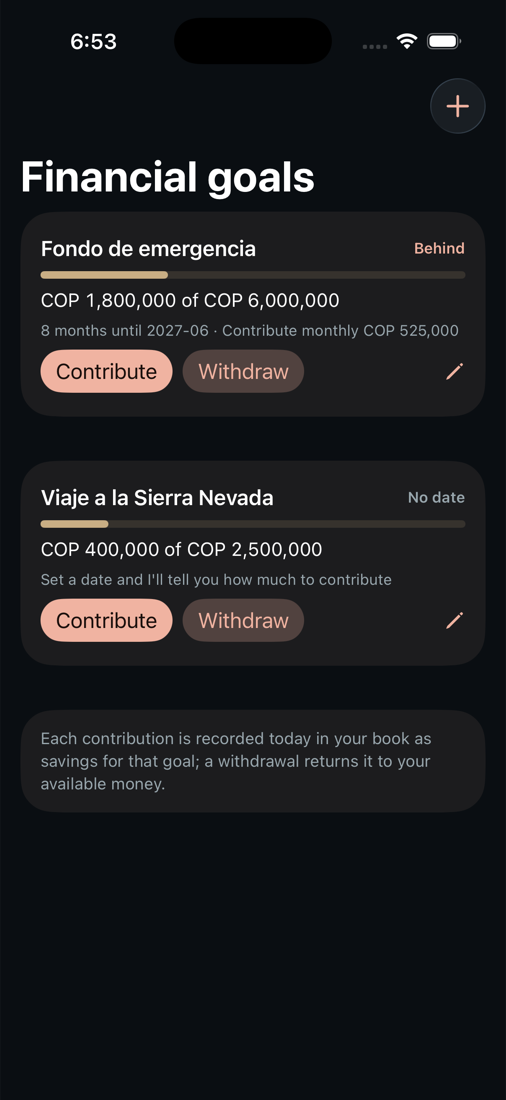 6:53
Financial goals
Fondo de emergencia
Behind
COP 1,800,000 of COP 6,000,000
8 months until 2027-06 · Contribute monthly COP 525,000
Contribute
Withdraw
Viaje a la Sierra Nevada
No date
COP 400,000 of COP 2,500,000
Set a date and I'll tell you how much to contribute
Contribute
Withdraw
Each contribution is recorded today in your book as
savings for that goal; a withdrawal returns it to your
available money.